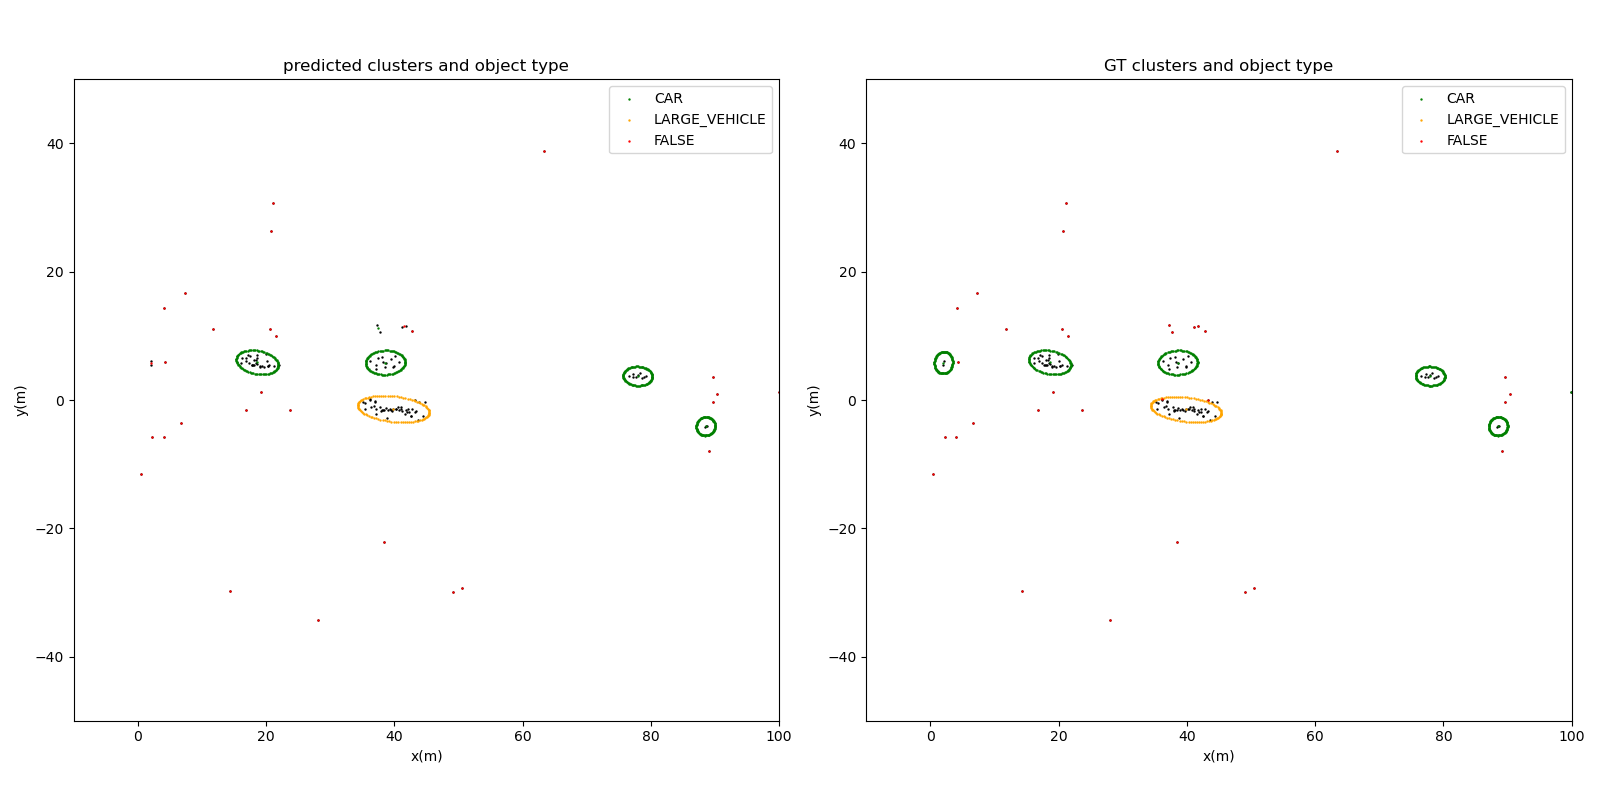 predicted clusters and object type
CAR
LARGE_VEHICLE
FALSE
40
20
0
−20
−40
y(m)
0 20 40 60 80 100
x(m)
GT clusters and object type
CAR
LARGE_VEHICLE
FALSE
40
20
0
−20
−40
y(m)
0 20 40 60 80 100
x(m)